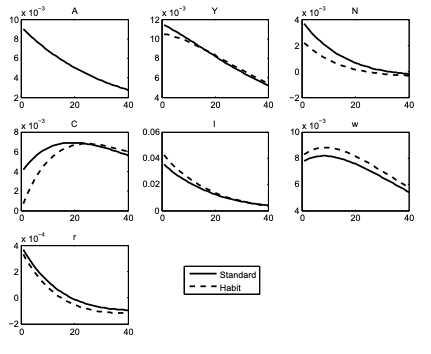 x 10⁻³ A
10
8
6
4
2
0 20 40
x 10⁻³ Y
12
10
8
6
4
0 20 40
x 10⁻³ N
4
2
0
−2
0 20 40
x 10⁻³ C
8
6
4
2
0
0 20 40
I
0.06
0.04
0.02
0
0 20 40
x 10⁻³ w
10
8
6
4
0 20 40
x 10⁻⁴ r
4
2
0
−2
0 20 40
Standard
Habit